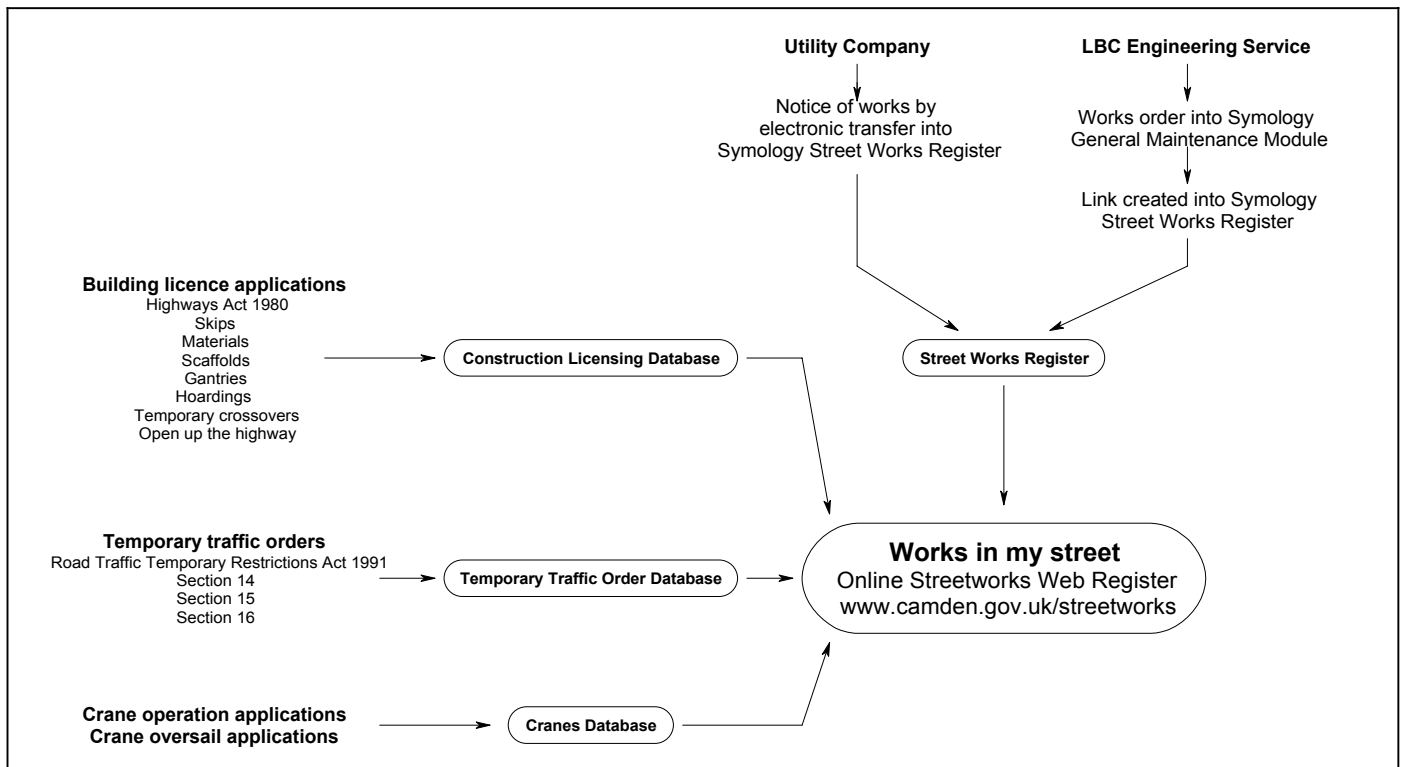 Utility Company
Notice of works by
electronic transfer into
Symology Street Works Register
LBC Engineering Service
Works order into Symology
General Maintenance Module
Link created into Symology
Street Works Register
Building licence applications
Highways Act 1980
Skips
Materials
Scaffolds
Gantries
Hoardings
Temporary crossovers
Open up the highway
Construction Licensing Database
Street Works Register
Temporary traffic orders
Road Traffic Temporary Restrictions Act 1991
Section 14
Section 15
Section 16
Temporary Traffic Order Database
Works in my street
Online Streetworks Web Register
www.camden.gov.uk/streetworks
Crane operation applications
Crane oversail applications
Cranes Database